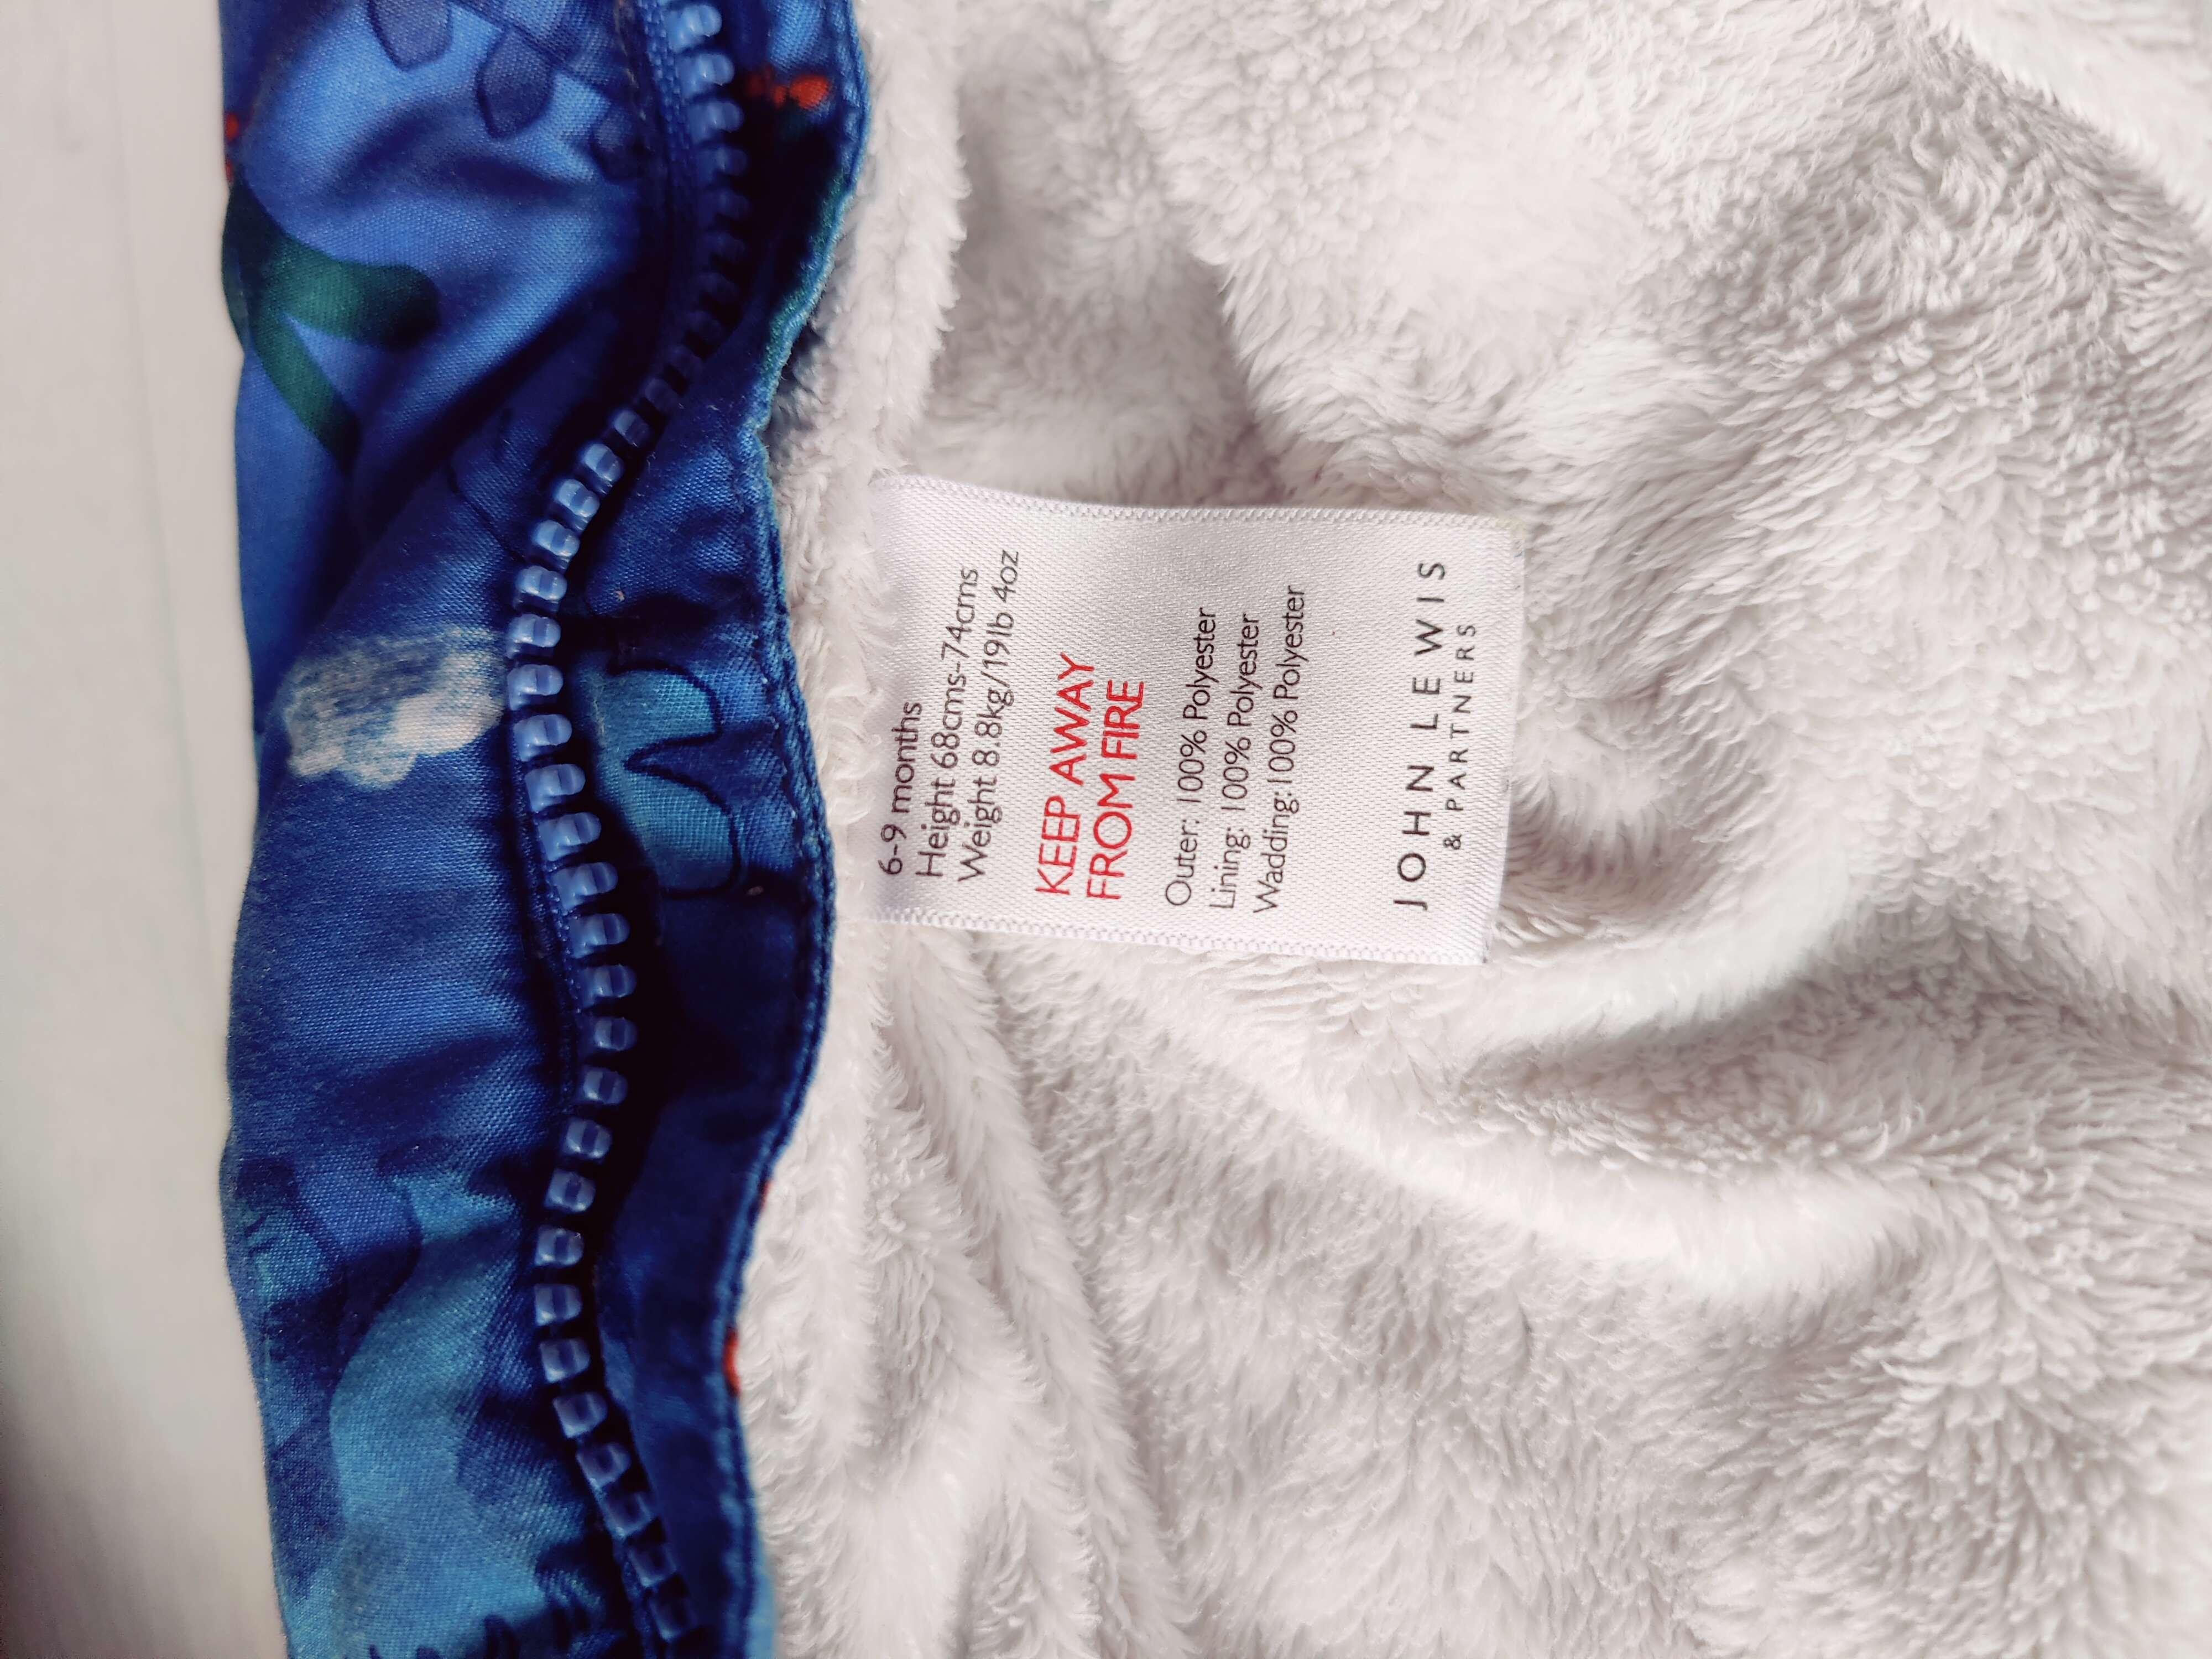 6-9 months
Height 68cms-74cms
Weight 8.8kg/19lb 4oz
KEEP AWAY
FROM FIRE
Outer: 100% Polyester
Lining: 100% Polyester
Wadding:100% Polyester
JOHN LEWIS
& PARTNERS